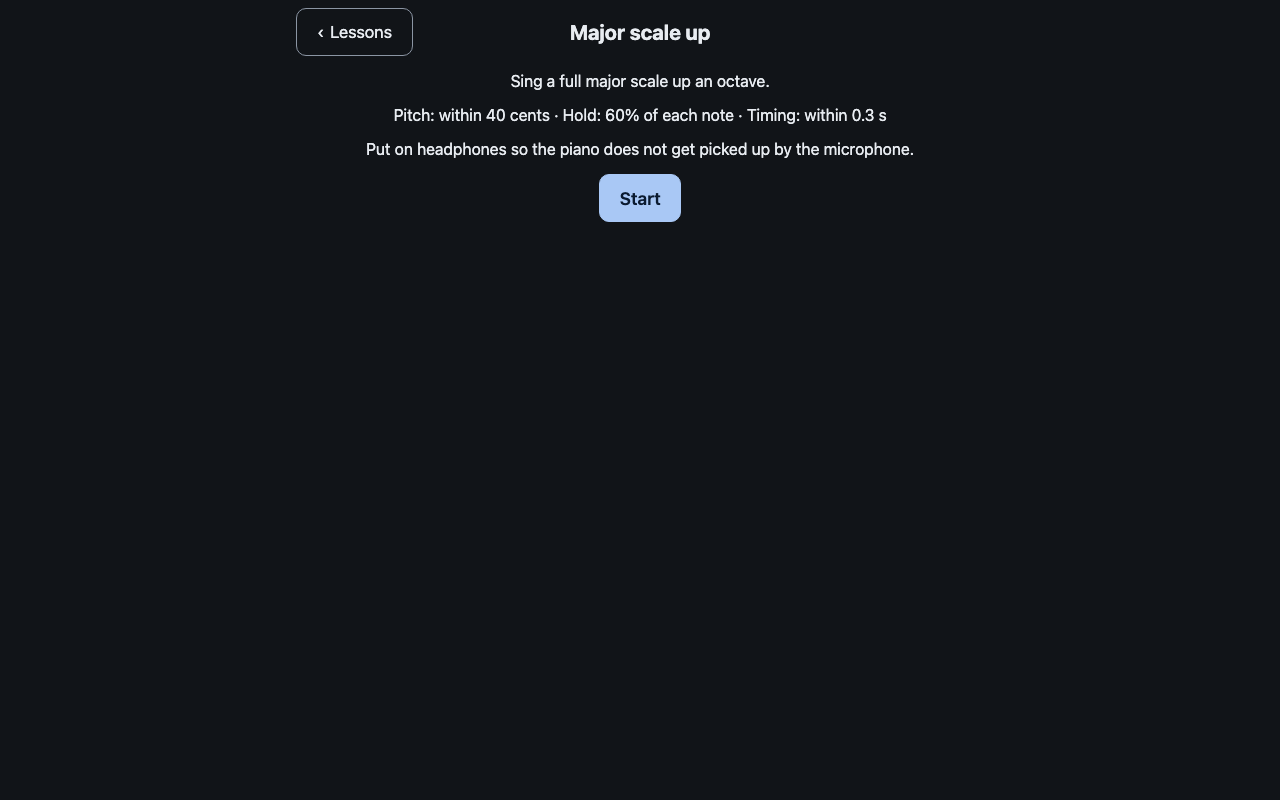 ‹ Lessons
Major scale up
Sing a full major scale up an octave.
Pitch: within 40 cents · Hold: 60% of each note · Timing: within 0.3 s
Put on headphones so the piano does not get picked up by the microphone.
Start